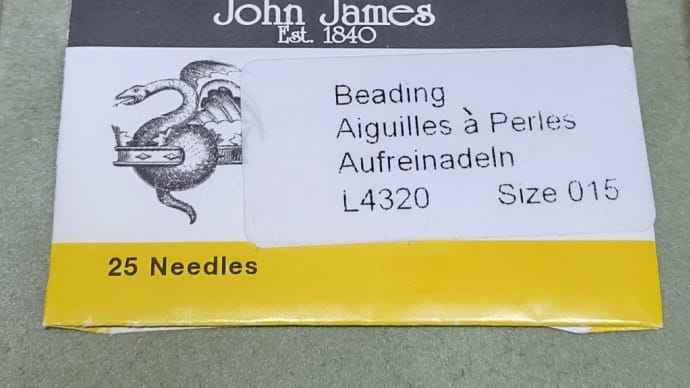 John James
Est. 1840
Beading
Aiguilles à Perles
Aufreinadeln
L4320 Size 015
25 Needles